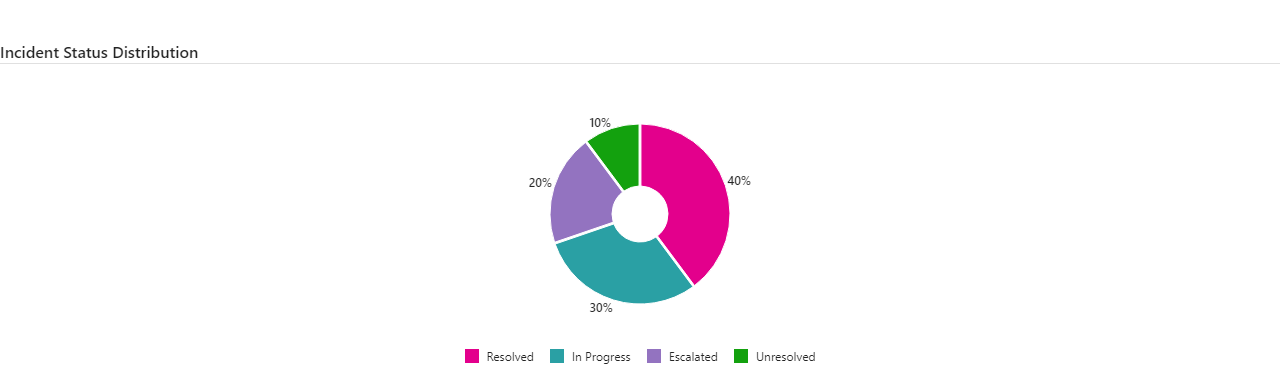 Incident Status Distribution
10%
40%
20%
30%
Resolved In Progress Escalated Unresolved